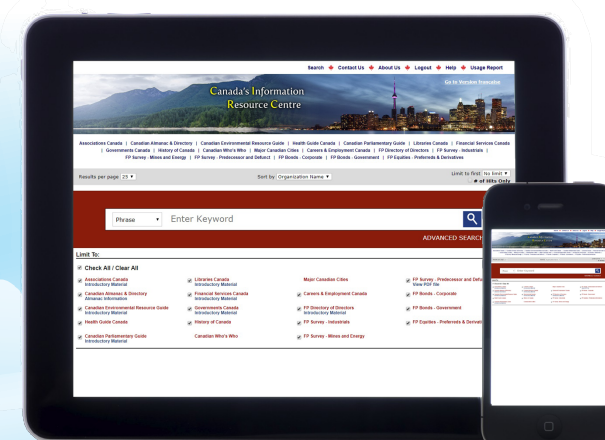 Search Contact Us About Us Logout Help Usage Report
Go to Version française
Canada's Information
Resource Centre
Associations Canada | Canadian Almanac & Directory | Canadian Environmental Resource Guide | Health Guide Canada | Canadian Parliamentary Guide | Libraries Canada | Financial Services Canada
| Governments Canada | History of Canada | Canadian Who's Who | Major Canadian Cities | Careers & Employment Canada | FP Directory of Directors | FP Survey - Industrials |
FP Survey - Mines and Energy | FP Survey - Predecessor and Defunct | FP Bonds - Corporate | FP Bonds - Government | FP Equities - Preferreds & Derivatives
Results per page: 25 Sort by Organization Name Limit to first: No limit
# of Hits Only
Phrase Enter Keyword
ADVANCED SEARCH
Limit To:
Check All / Clear All
Associations Canada
Introductory Material
Canadian Almanac & Directory
Almanac Information
Canadian Environmental Resource Guide
Introductory Material
Health Guide Canada
Canadian Parliamentary Guide
Introductory Material
Libraries Canada
Introductory Material
Financial Services Canada
Introductory Material
Governments Canada
Introductory Material
History of Canada
Canadian Who's Who
Major Canadian Cities
Careers & Employment Canada
FP Directory of Directors
Introductory Material
FP Survey - Industrials
FP Survey - Mines and Energy
FP Survey - Predecessor and Defu
View PDF file
FP Bonds - Corporate
FP Bonds - Government
FP Equities - Preferreds & Derivati